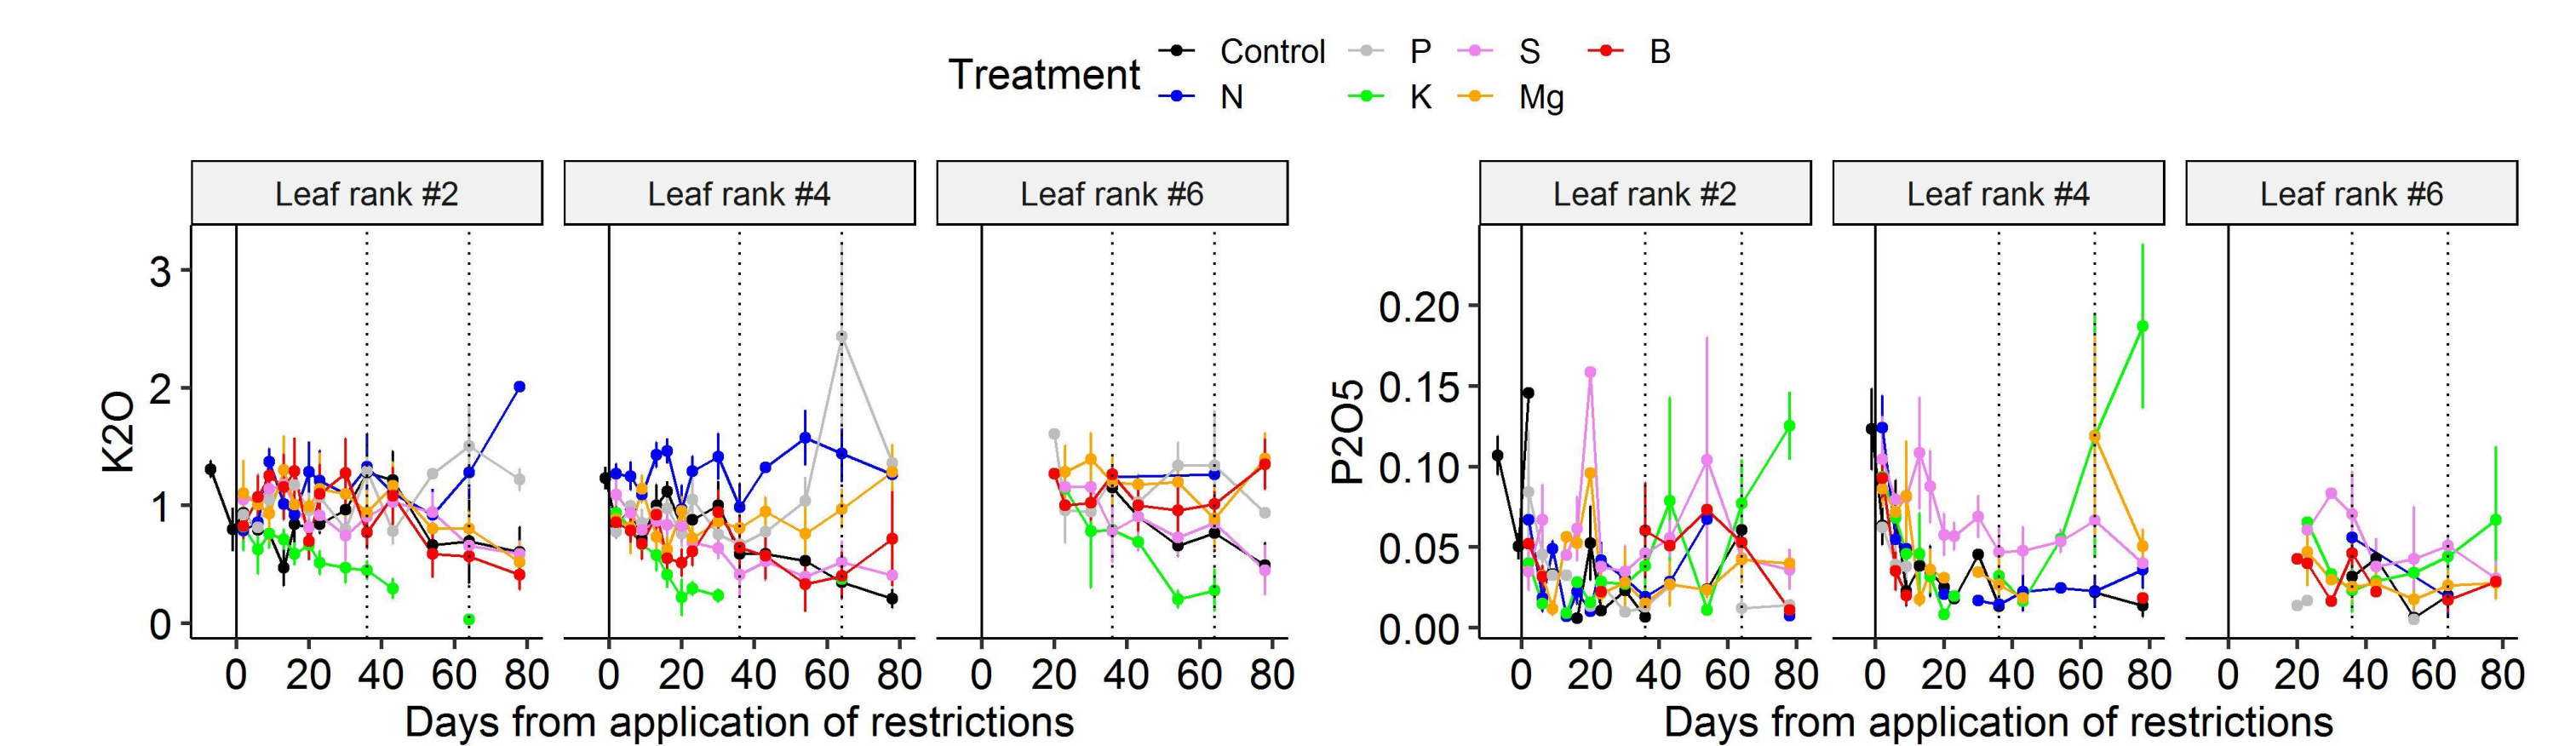 Treatment
Control P S B
N K Mg
Leaf rank #2 Leaf rank #4 Leaf rank #6
K2O
3
2
1
0
0 20 40 60 80 0 20 40 60 80 0 20 40 60 80
Days from application of restrictions
Leaf rank #2 Leaf rank #4 Leaf rank #6
P2O5
0.20
0.15
0.10
0.05
0.00
0 20 40 60 80 0 20 40 60 80 0 20 40 60 80
Days from application of restrictions